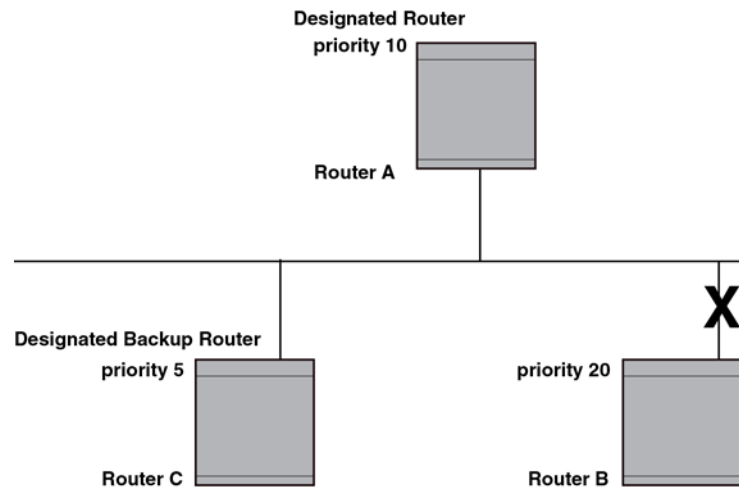 Designated Router
priority 10
Router A
X
Designated Backup Router
priority 5
priority 20
Router C
Router B